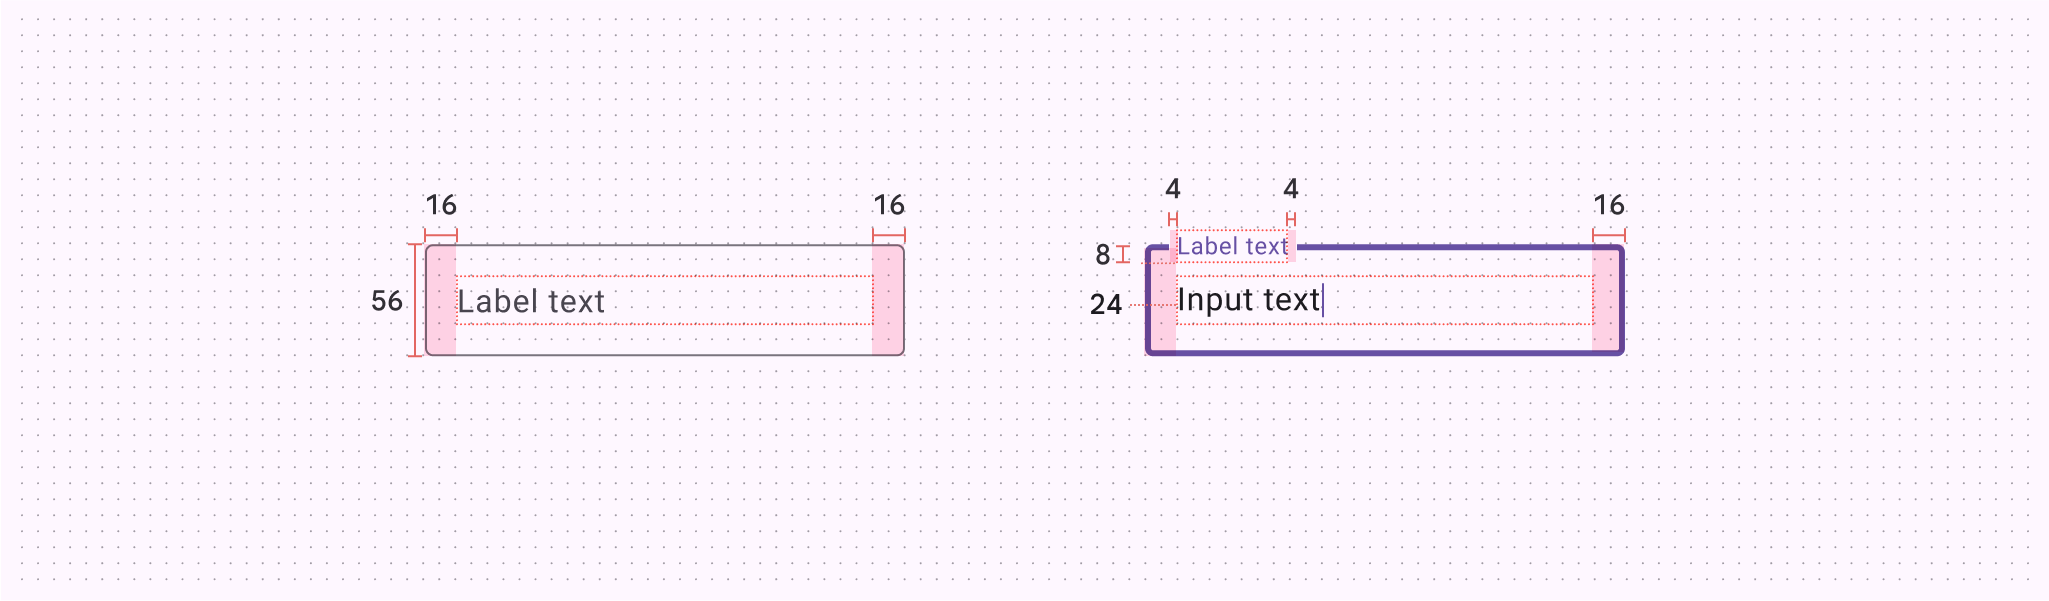 16 16
56 Label text
4 4 16
8 Label text
24 Input text